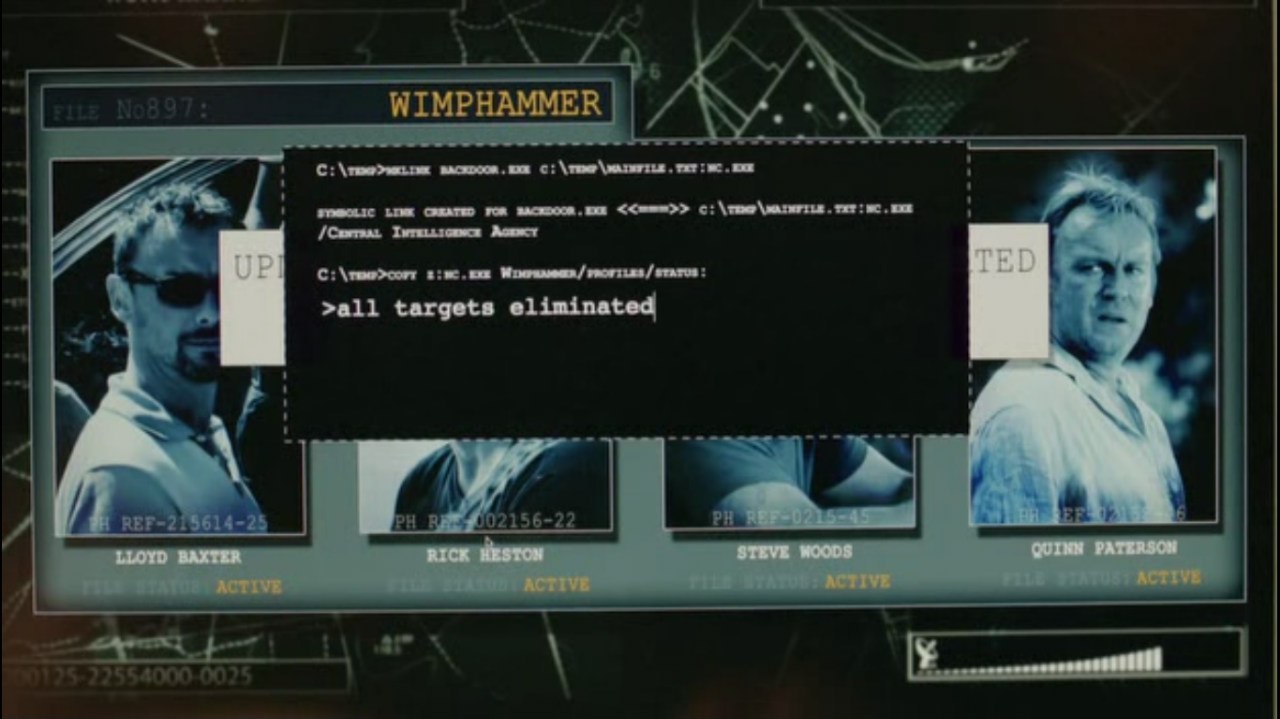 FILE No897:
WIMPHAMMER
C:\TEMP>MKLINK BACKDOOR.EXE C:\TEMP\MAINFILE.TXT:NC.EXE
SYMBOLIC LINK CREATED FOR BACKDOOR.EXE <<===>> C:\TEMP\MAINFILE.TXT:NC.EXE
/CENTRAL INTELLIGENCE AGENCY
C:\TEMP>COPY Z:NC.EXE WIMPHAMMER/PROFILES/STATUS:
>all targets eliminated
UPI
TED
PH REF-215614-25
PH REF-002156-22
PH REF-0215-45
LLOYD BAXTER
RICK HESTON
STEVE WOODS
QUINN PATERSON
FILE STATUS: ACTIVE
FILE STATUS: ACTIVE
FILE STATUS: ACTIVE
FILE STATUS: ACTIVE
00125-22554000-0025